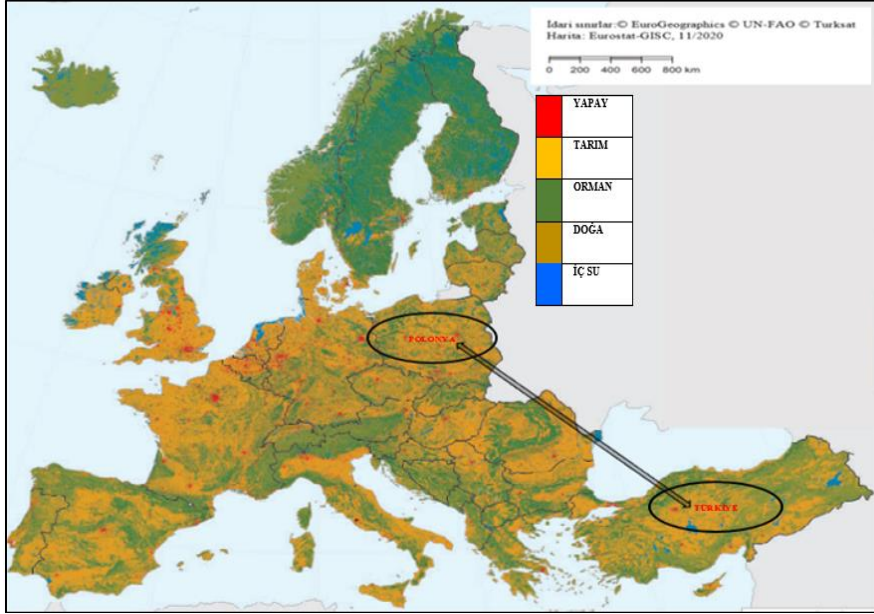 İdari sınırlar:© EuroGeographics © UN-FAO © Turksat
Harita: Eurostat-GISC, 11/2020
0 200 400 600 800 km
YAPAY
TARIM
ORMAN
DOĞA
İÇ SU
POLONYA
TÜRKİYE